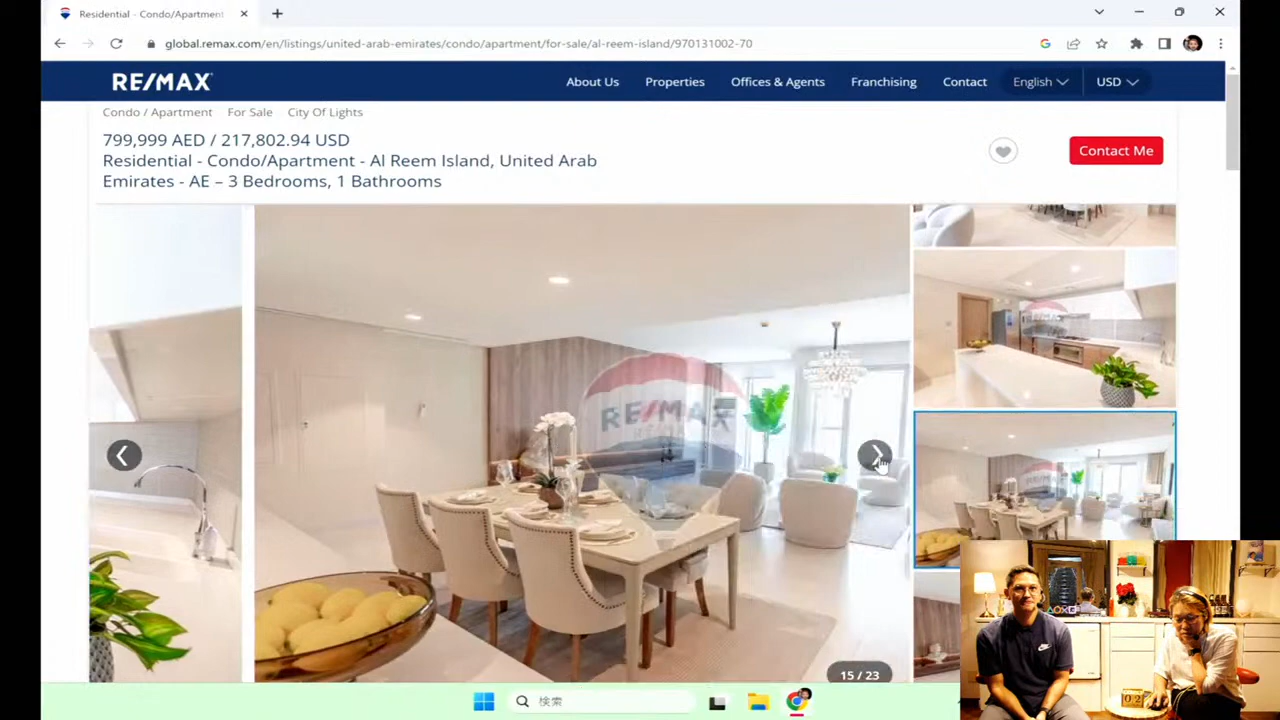 Residential - Condo/Apartment
global.remax.com/en/listings/united-arab-emirates/condo/apartment/for-sale/al-reem-island/970131002-70
RE/MAX
About Us
Properties
Offices & Agents
Franchising
Contact
English
USD
Condo / Apartment
For Sale
City Of Lights
799,999 AED / 217,802.94 USD
Residential - Condo/Apartment - Al Reem Island, United Arab
Emirates - AE – 3 Bedrooms, 1 Bathrooms
Contact Me
RE/MAX
15 / 23
検索